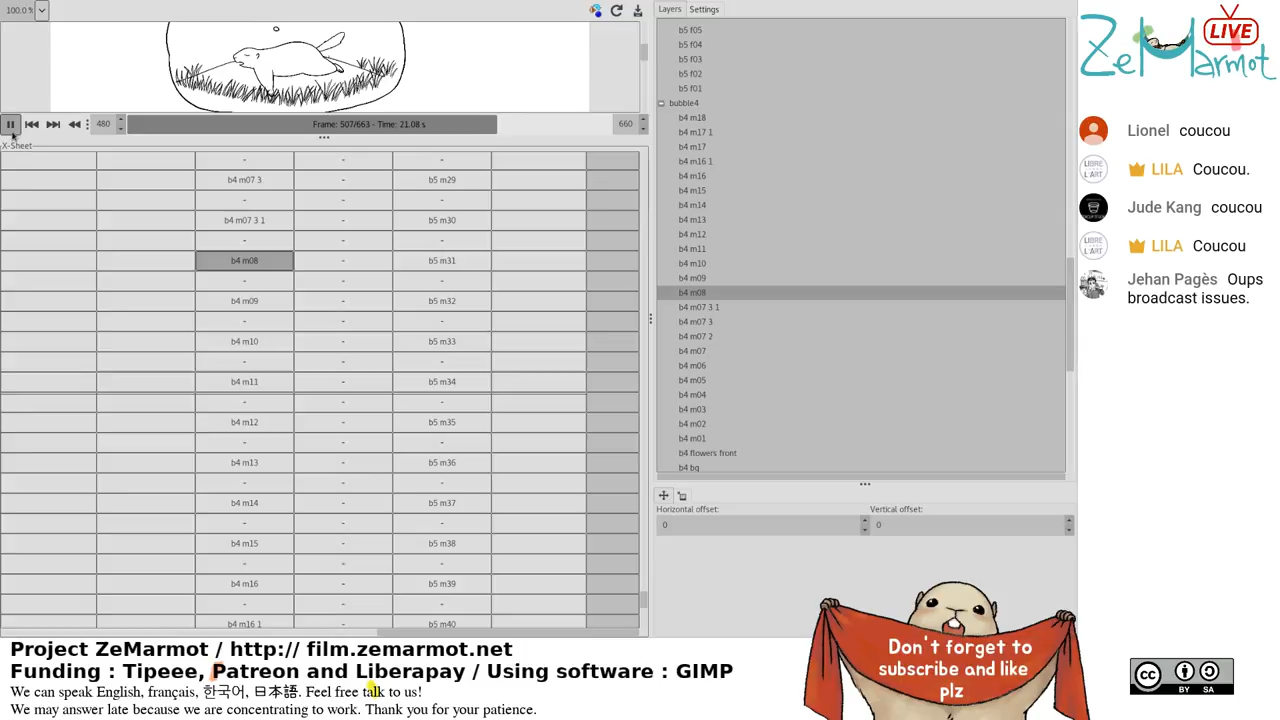 100.0 %
Layers
Settings
b5 f05
b5 f04
b5 f03
b5 f02
b5 f01
bubble4
b4 m18
b4 m17 1
b4 m17
b4 m16 1
b4 m16
b4 m15
b4 m14
b4 m13
b4 m12
b4 m11
b4 m10
b4 m09
b4 m08
b4 m07 3 1
b4 m07 3
b4 m07 2
b4 m07
b4 m06
b4 m05
b4 m04
b4 m03
b4 m02
b4 m01
b4 flowers front
b4 bg
480
Frame: 507/663 - Time: 21.08 s
660
X-Sheet
- - -
b4 m07 3 - b5 m29
- - -
b4 m07 3 1 - b5 m30
- - -
b4 m08 - b5 m31
- - -
b4 m09 - b5 m32
- - -
b4 m10 - b5 m33
- - -
b4 m11 - b5 m34
- - -
b4 m12 - b5 m35
- - -
b4 m13 - b5 m36
- - -
b4 m14 - b5 m37
- - -
b4 m15 - b5 m38
- - -
b4 m16 - b5 m39
- - -
b4 m16 1 - b5 m40
Horizontal offset:
0
Vertical offset:
0
ZeMarmot
LIVE
Lionel coucou
LIBRE
L'ART
LILA Coucou.
Jude Kang coucou
LIBRE
L'ART
LILA Coucou
Jehan Pagès Oups
broadcast issues.
Don't forget to
subscribe and like
plz
cc
BY SA
Project ZeMarmot / http:// film.zemarmot.net
Funding : Tipeee, Patreon and Liberapay / Using software : GIMP
We can speak English, français, 한국어, 日本語. Feel free talk to us!
We may answer late because we are concentrating to work. Thank you for your patience.